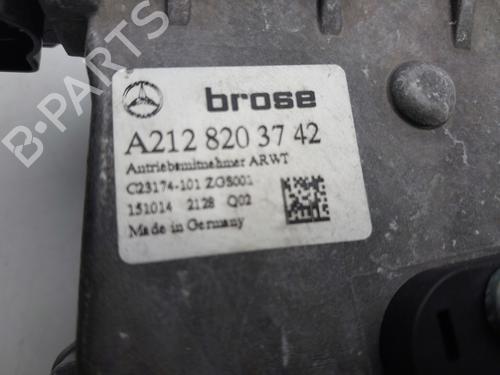 B-PARTS
brose
A212 820 37 42
Antriebsmitnehmer ARWT
C23174-101 ZGS001
151014 2128 Q02
Made in Germany